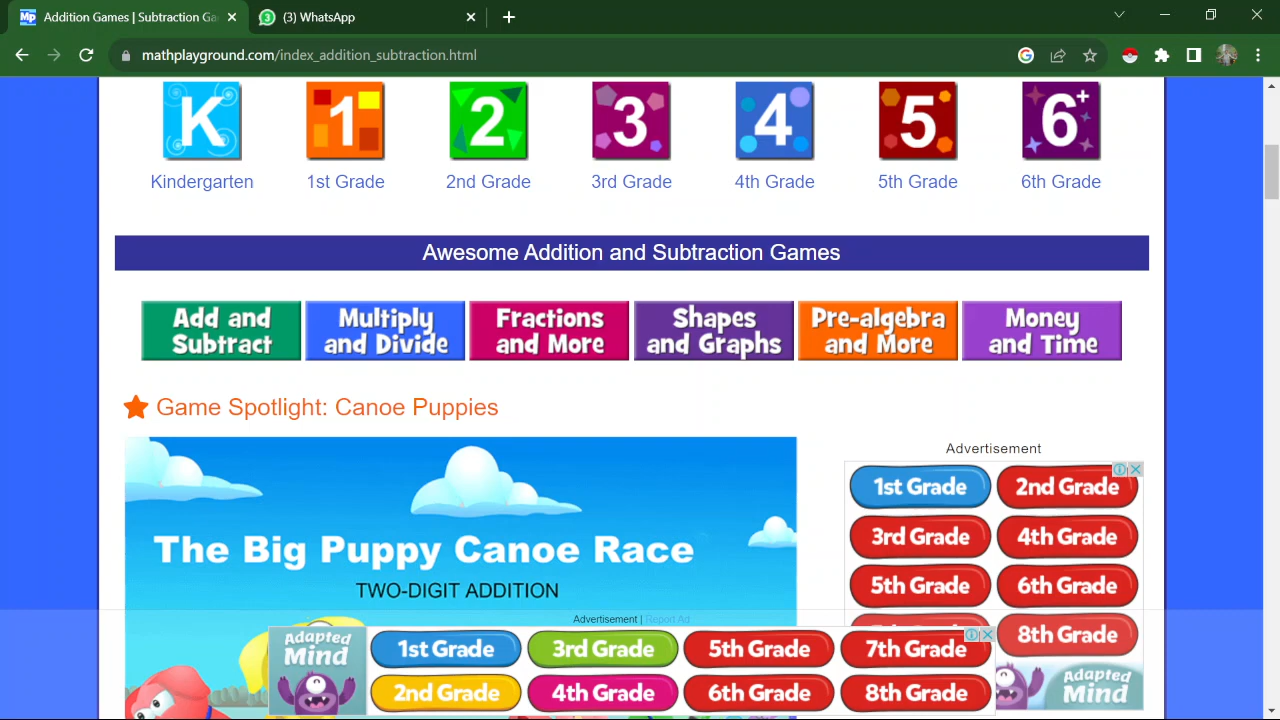 Addition Games | Subtraction Ga
(3) WhatsApp
mathplayground.com/index_addition_subtraction.html
K 1 2 3 4 5 6+
Kindergarten 1st Grade 2nd Grade 3rd Grade 4th Grade 5th Grade 6th Grade
Awesome Addition and Subtraction Games
Add and Subtract
Multiply and Divide
Fractions and More
Shapes and Graphs
Pre-algebra and More
Money and Time
Game Spotlight: Canoe Puppies
The Big Puppy Canoe Race
TWO-DIGIT ADDITION
Advertisement
1st Grade 2nd Grade
3rd Grade 4th Grade
5th Grade 6th Grade
8th Grade
Adapted Mind
Advertisement | Report Ad
Adapted Mind
1st Grade 3rd Grade 5th Grade 7th Grade
2nd Grade 4th Grade 6th Grade 8th Grade